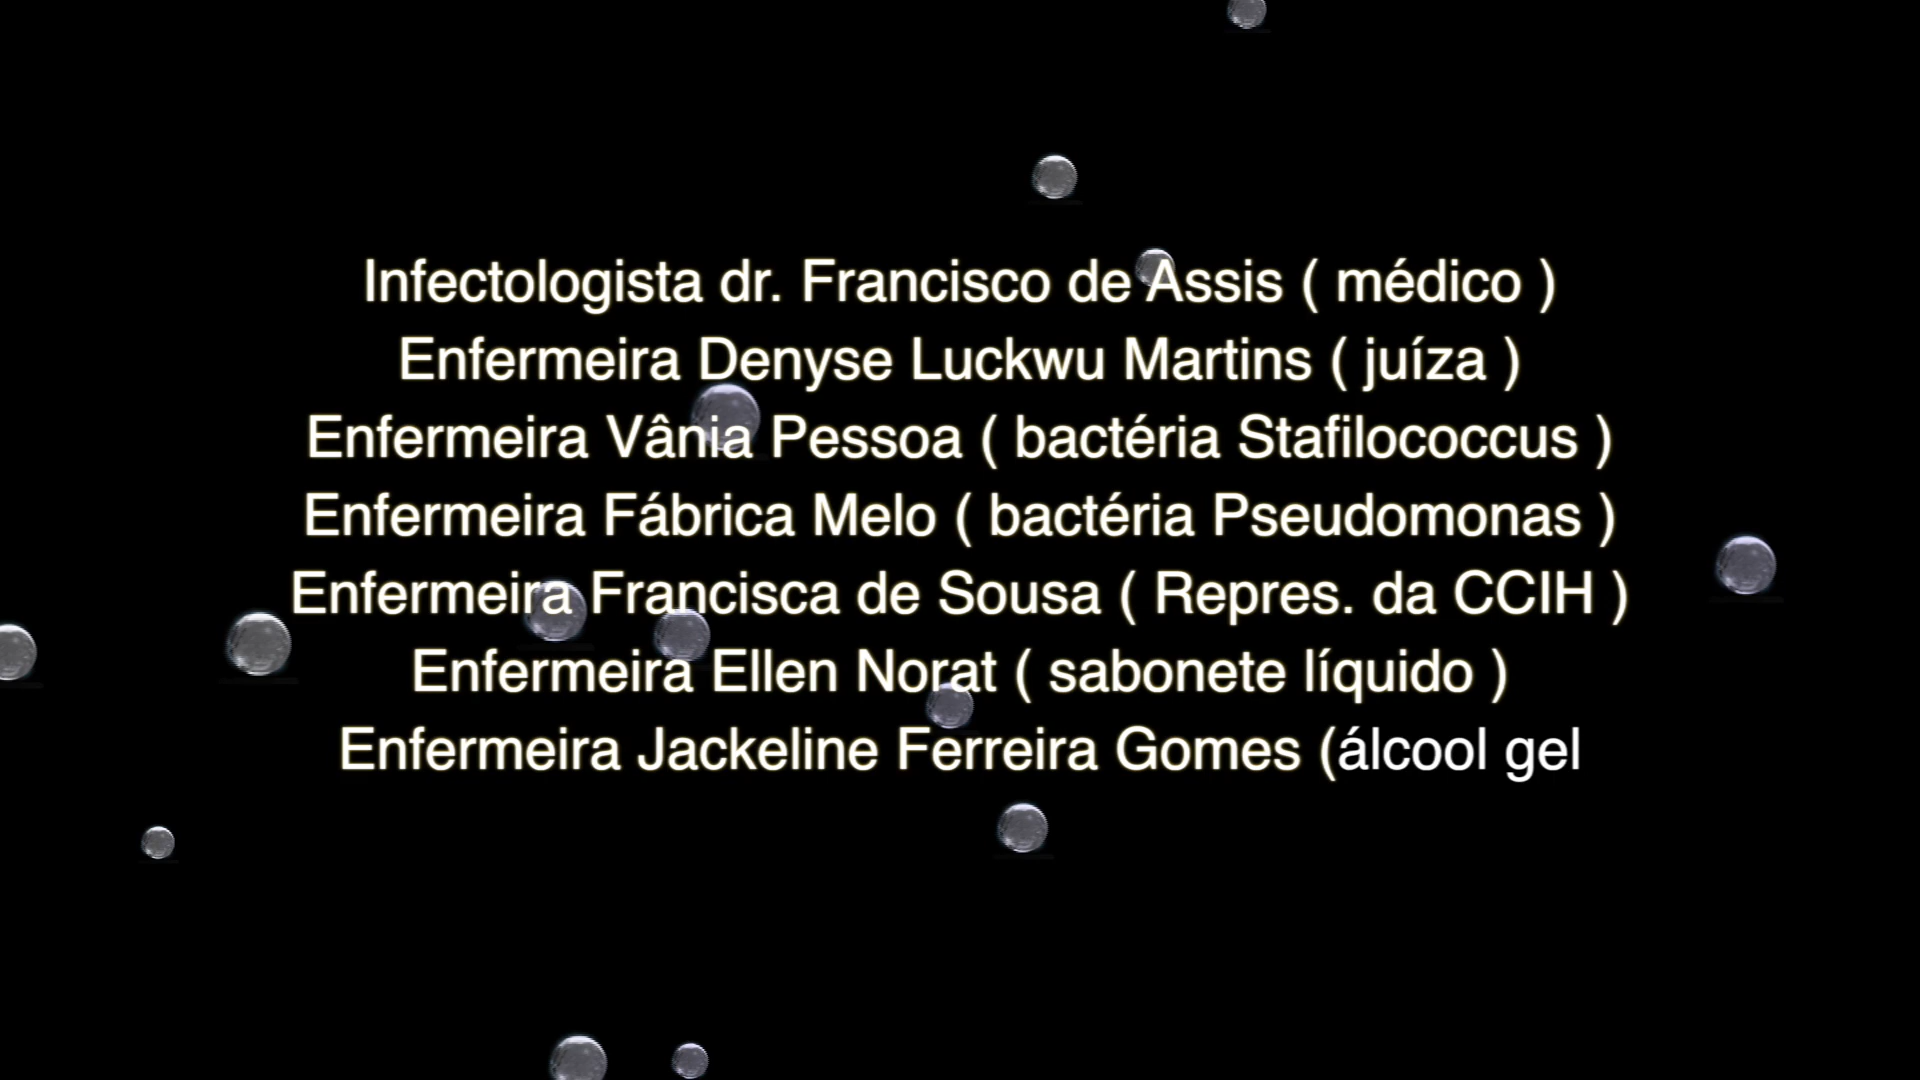 Infectologista dr. Francisco de Assis ( médico )
Enfermeira Denyse Luckwu Martins ( juíza )
Enfermeira Vânia Pessoa ( bactéria Stafilococcus )
Enfermeira Fábrica Melo ( bactéria Pseudomonas )
Enfermeira Francisca de Sousa ( Repres. da CCIH )
Enfermeira Ellen Norat ( sabonete líquido )
Enfermeira Jackeline Ferreira Gomes (álcool gel